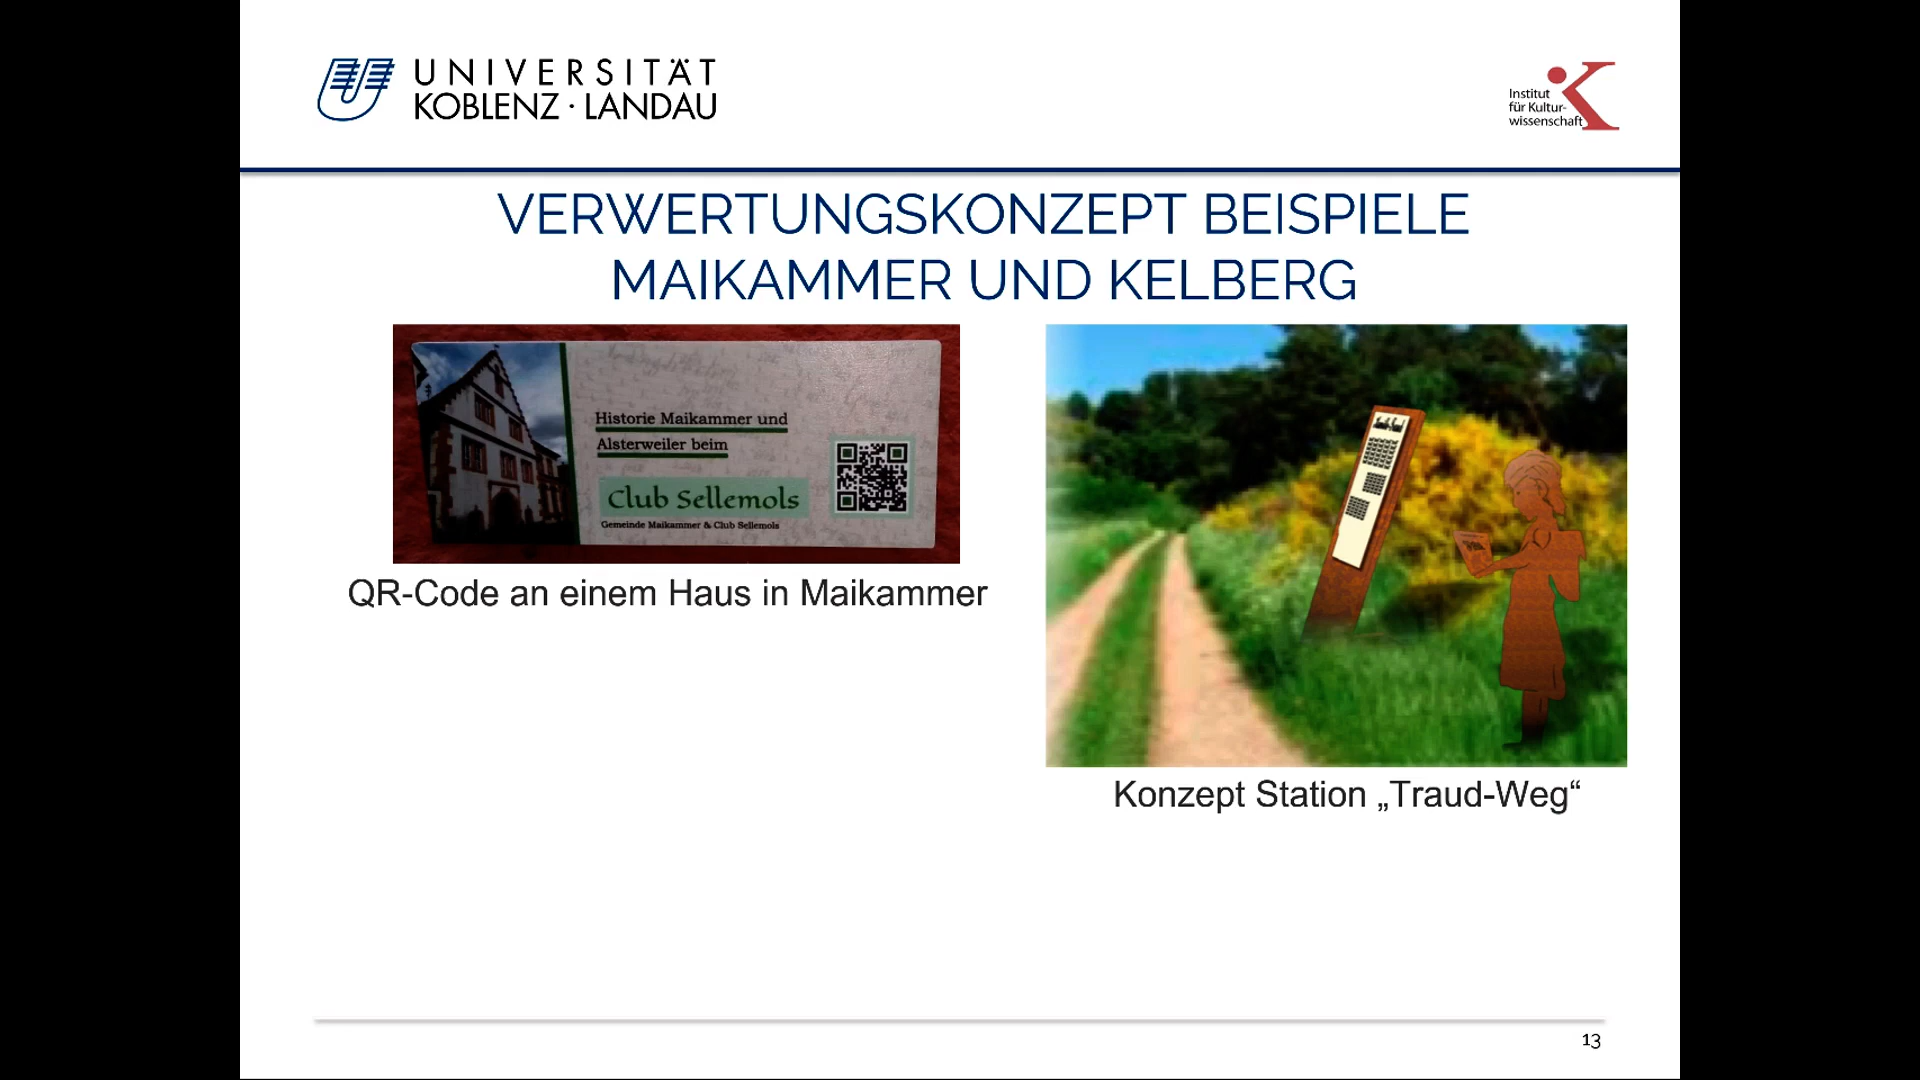 UNIVERSITÄT
KOBLENZ · LANDAU
Institut
für Kultur-
wissenschaft
VERWERTUNGSKONZEPT BEISPIELE
MAIKAMMER UND KELBERG
Historie Maikammer und
Alsterweiler beim
Club Sellemols
Gemeinde Maikammer & Club Sellemols
QR-Code an einem Haus in Maikammer
Konzept Station „Traud-Weg“
13